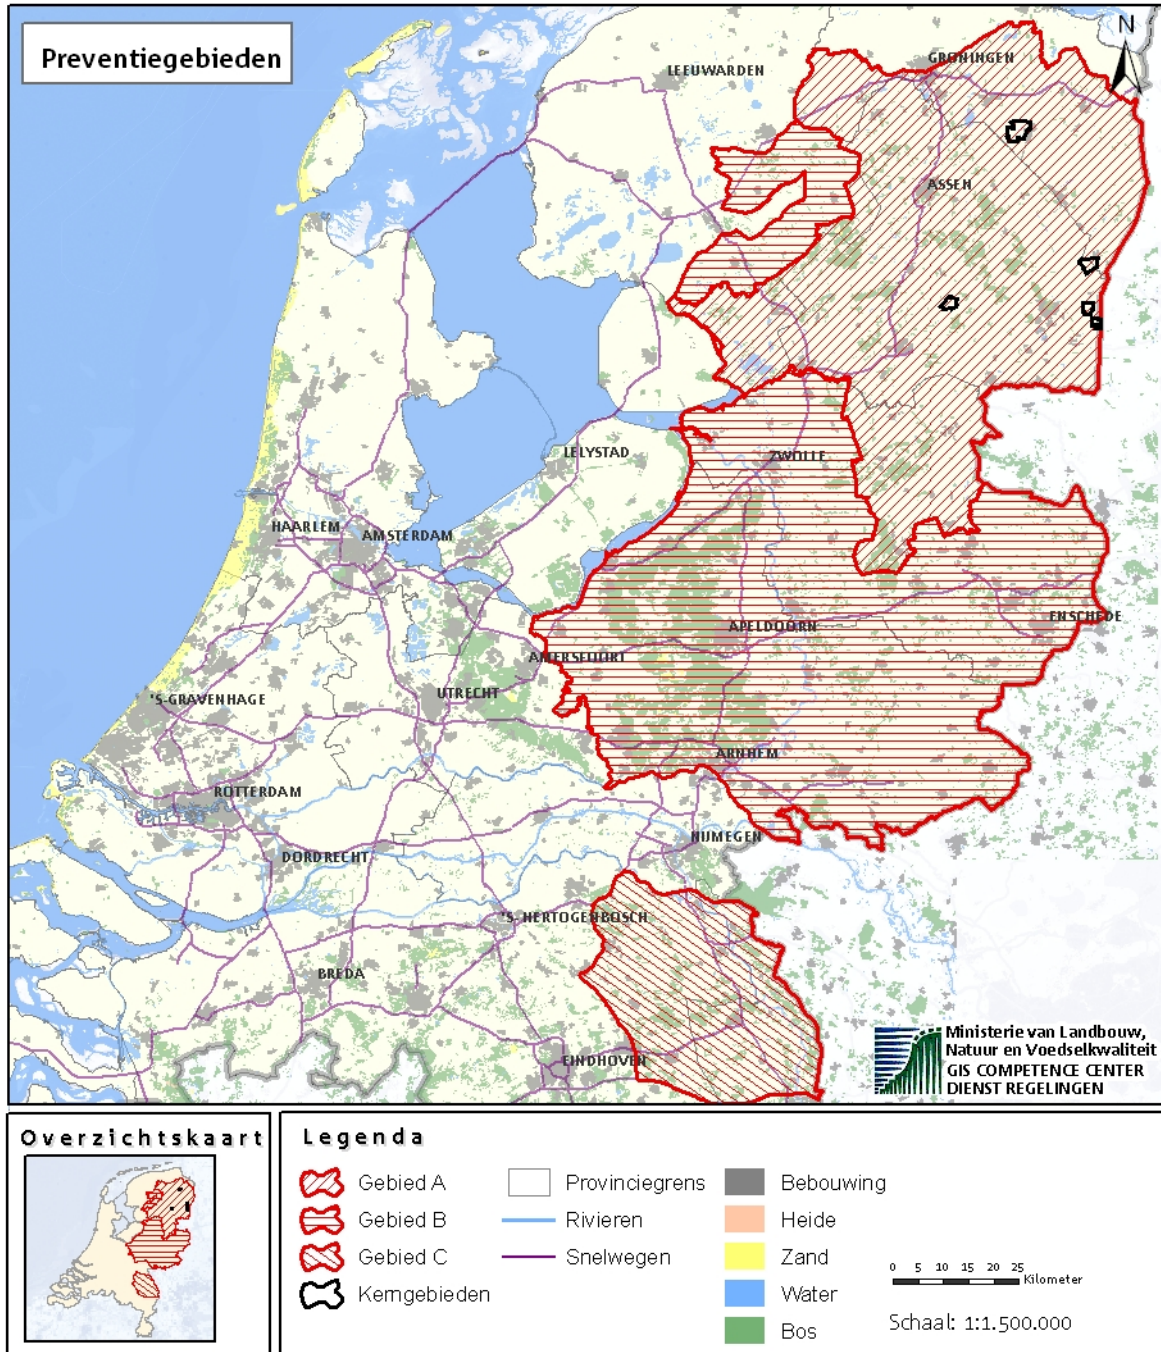 Preventiegebieden
N
GRONINGEN
LEEUWARDEN
ASSEN
LELYSTAD
ZWOLLE
HAARLEM
AMSTERDAM
ENSCHEDE
APELDOORN
AMERSFOORT
UTRECHT
'S-GRAVENHAGE
ARNHEM
ROTTERDAM
NIJMEGEN
DORDRECHT
'S- HERTOGENBOSCH
BREDA
EINDHOVEN
Ministerie van Landbouw,
Natuur en Voedselkwaliteit
GIS COMPETENCE CENTER
DIENST REGELINGEN
Overzichtskaart
Legenda
Gebied A
Gebied B
Gebied C
Kerngebieden
Provinciegrens
Rivieren
Snelwegen
Bebouwing
Heide
Zand
Water
Bos
0 5 10 15 20 25
Kilometer
Schaal: 1:1.500.000